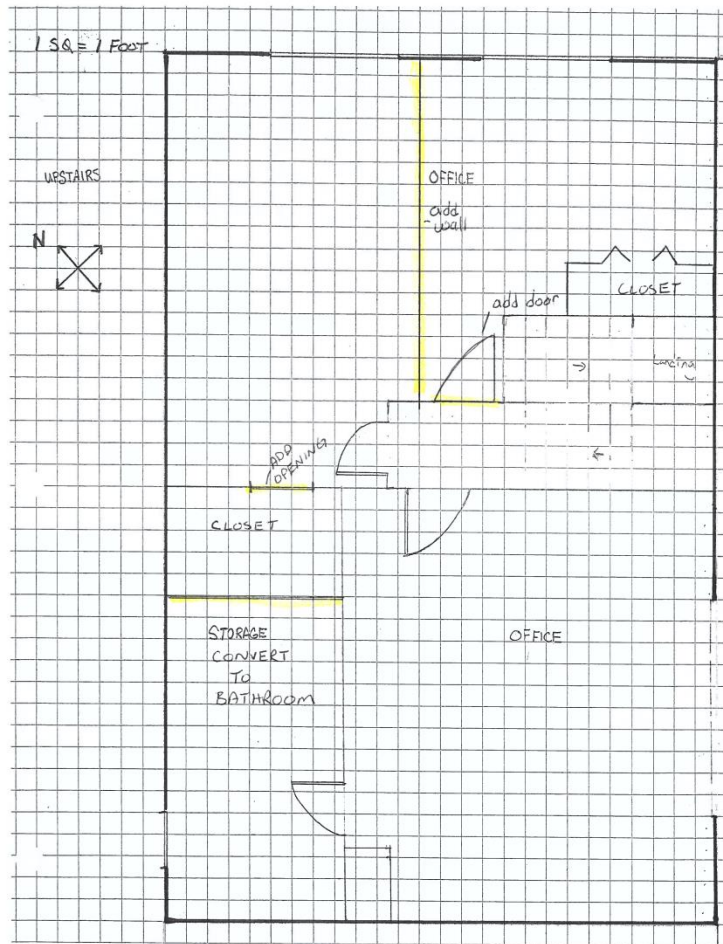 1 SQ = 1 FOOT
UPSTAIRS
N
OFFICE
add
wall
add door
CLOSET
Landing
ADD
OPENING
CLOSET
STORAGE
CONVERT
TO
BATHROOM
OFFICE